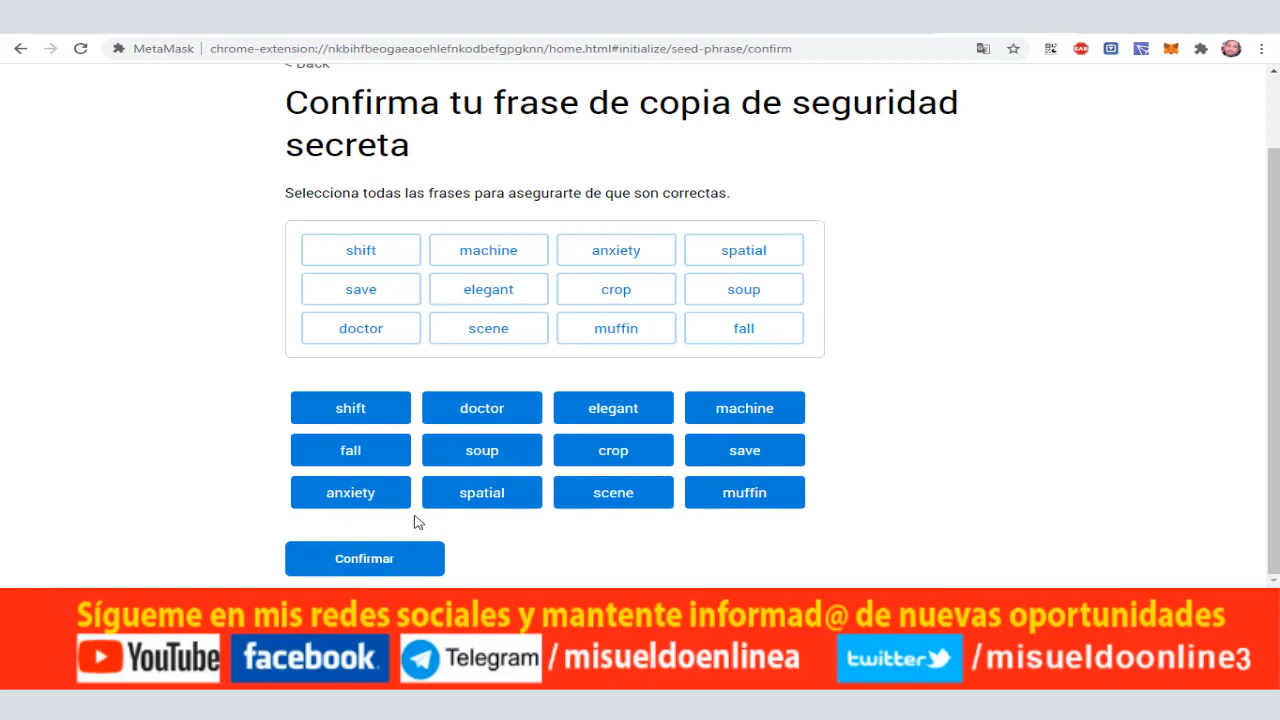 MetaMask
chrome-extension://nkbihfbeogaeaoehlefnkodbefgpgknn/home.html#initialize/seed-phrase/confirm
< Back
Confirma tu frase de copia de seguridad
secreta
Selecciona todas las frases para asegurarte de que son correctas.
shift machine anxiety spatial
save elegant crop soup
doctor scene muffin fall
shift doctor elegant machine
fall soup crop save
anxiety spatial scene muffin
Confirmar
Sígueme en mis redes sociales y mantente informad@ de nuevas oportunidades
YouTube facebook Telegram / misueldoenlinea twitter /misueldoonline3